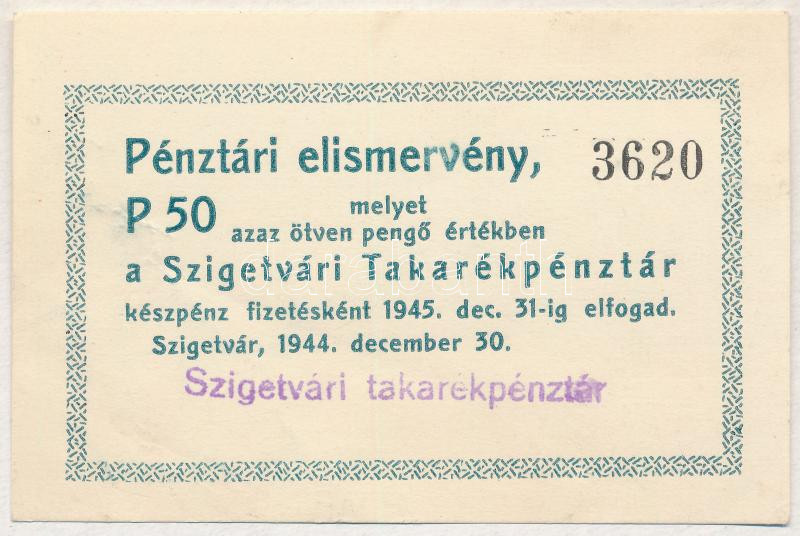 Pénztári elismervény, 3620
P 50 melyet
azaz ötven pengő értékben
a Szigetvári Takarékpénztár
készpénz fizetésként 1945. dec. 31-ig elfogad.
Szigetvár, 1944. december 30.
Szigetvári takarékpénztár